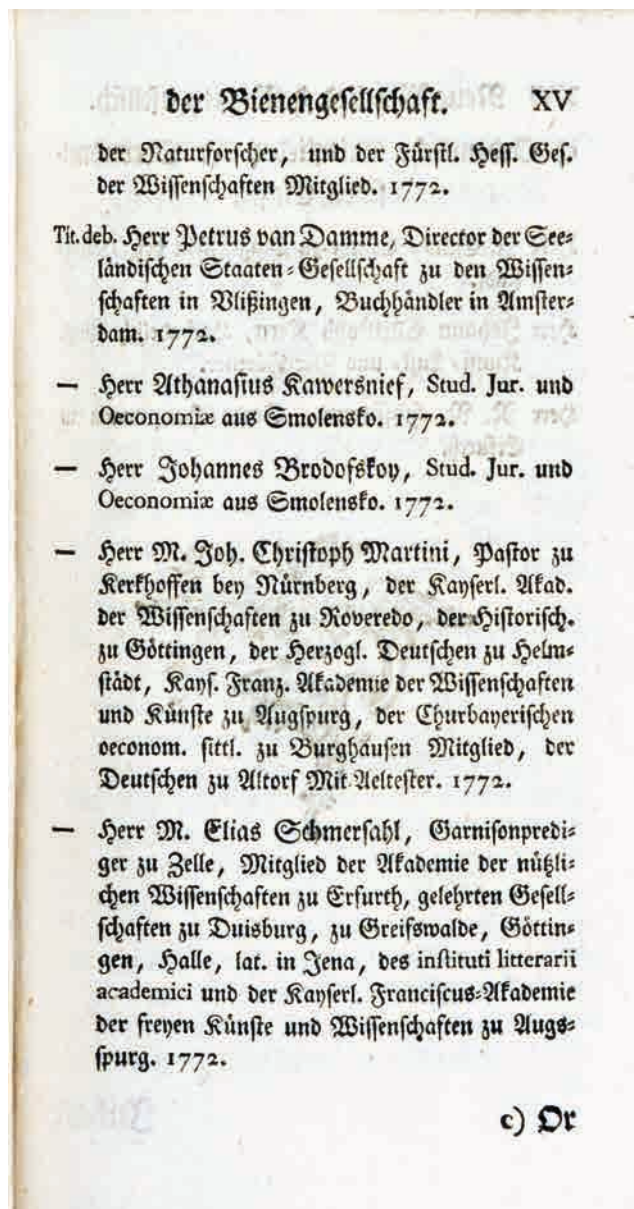 der Bienengesellschaft. XV
der Naturforscher, und der Fürstl. Hess. Ges.
der Wissenschaften Mitglied. 1772.
Tit. deb. Herr Petrus van Damme, Director der See-
ländischen Staaten-Gesellschaft zu den Wissen-
schaften in Vlißingen, Buchhändler in Amster-
dam. 1772.
— Herr Athanasius Kawersnief, Stud. Jur. und
Oeconomiæ aus Smolensko. 1772.
— Herr Johannes Brodofskoy, Stud. Jur. und
Oeconomiæ aus Smolensko. 1772.
— Herr M. Joh. Christoph Martini, Pastor zu
Kerkhoffen bey Nürnberg, der Kayserl. Akad.
der Wissenschaften zu Roveredo, der Historisch.
zu Göttingen, der Herzogl. Deutschen zu Helm-
städt, Kays. Franz. Akademie der Wissenschaften
und Künste zu Augspurg, der Churbayerischen
oeconom. sittl. zu Burghausen Mitglied, der
Deutschen zu Altorf Mit Aeltester. 1772.
— Herr M. Elias Schmersahl, Garnisonpredi-
ger zu Zelle, Mitglied der Akademie der nützli-
chen Wissenschaften zu Erfurth, gelehrten Gesell-
schaften zu Duisburg, zu Greifswalde, Göttin-
gen, Halle, lat. in Jena, des instituti litterarii
academici und der Kayserl. Franciscus-Akademie
der freyen Künste und Wissenschaften zu Augs-
spurg. 1772.
c) Or